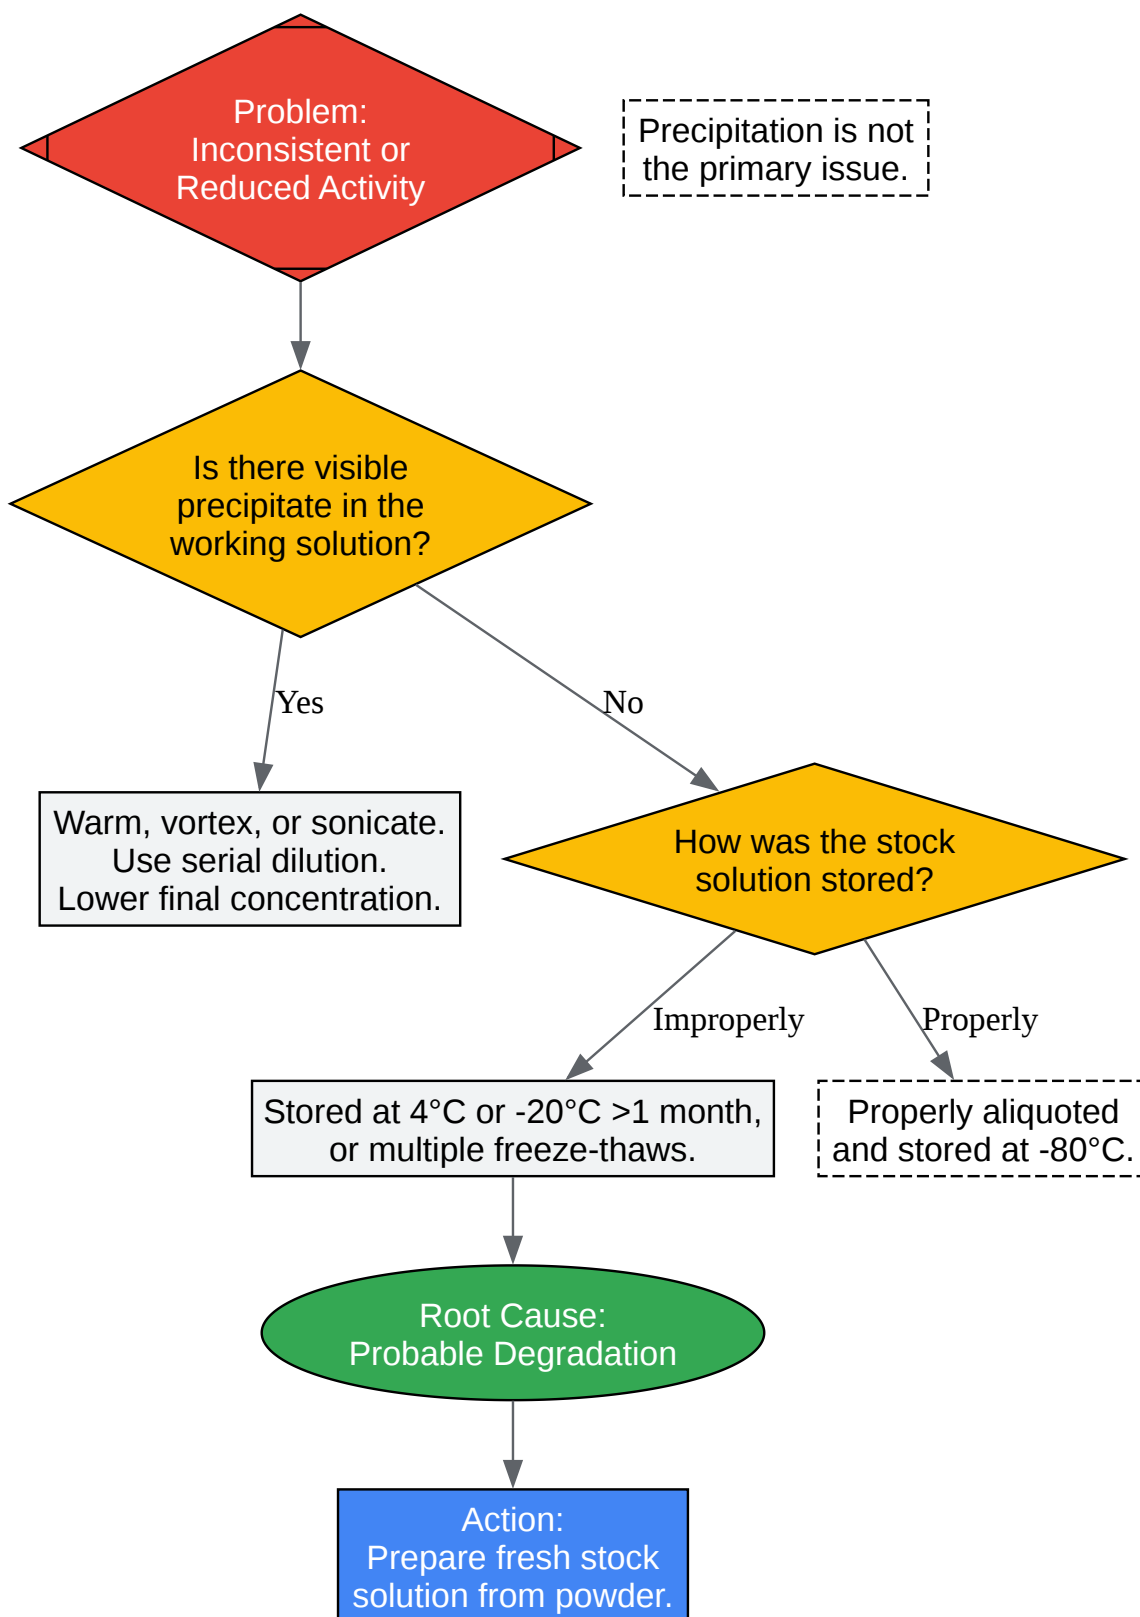 Problem:
Inconsistent or
Reduced Activity
Precipitation is not
the primary issue.
Is there visible
precipitate in the
working solution?
Yes
No
Warm, vortex, or sonicate.
Use serial dilution.
Lower final concentration.
How was the stock
solution stored?
Improperly
Properly
Stored at 4°C or -20°C >1 month,
or multiple freeze-thaws.
Properly aliquoted
and stored at -80°C.
Root Cause:
Probable Degradation
Action:
Prepare fresh stock
solution from powder.